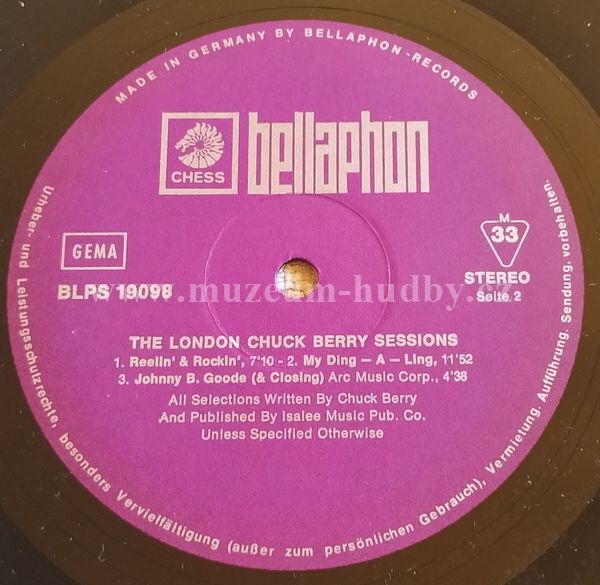 MADE IN GERMANY BY BELLAPHON-RECORDS
CHESS
bellaphon
GEMA
BLPS 19098
M
33
STEREO
Seite 2
www.muzeum-hudby.cz
THE LONDON CHUCK BERRY SESSIONS
1. Reelin' & Rockin', 7'10 - 2. My Ding — A — Ling, 11'52
3. Johnny B. Goode (& Closing) Arc Music Corp., 4'38
All Selections Written By Chuck Berry
And Published By Isalee Music Pub. Co.
Unless Specified Otherwise
Urheber- und Leistungsschutzrechte, besonders Vervielfältigung (außer zum persönlichen Gebrauch), Vermietung. Aufführung. Sendung. vorbehalten.